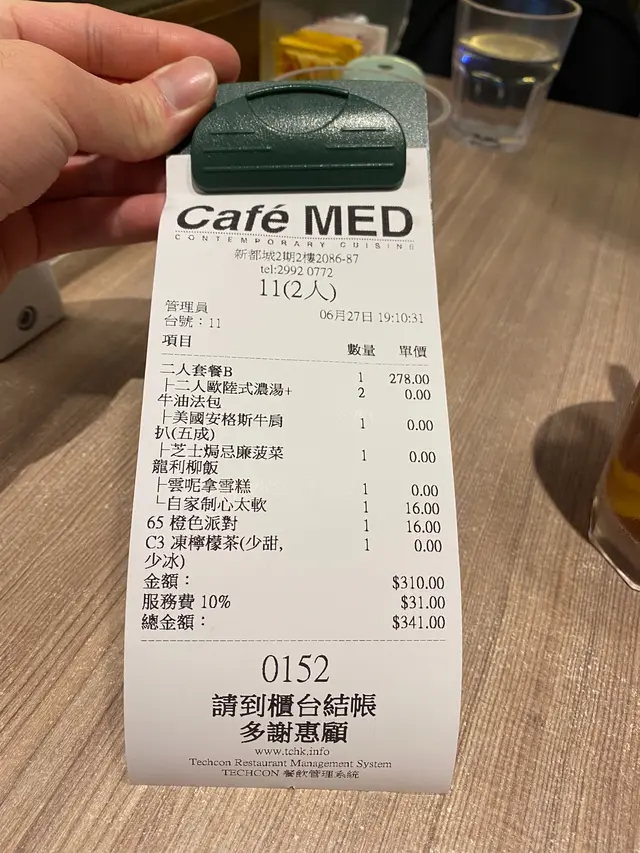 Café MED
CONTEMPORARY CUISINE
新都城2期2樓2086-87
tel:2992 0772
11(2人)
管理員
06月27日 19:10:31
台號：11
項目 數量 單價
二人套餐B 1 278.00
├二人歐陸式濃湯+ 2 0.00
牛油法包
├美國安格斯牛肩 1 0.00
扒(五成)
├芝士焗忌廉菠菜 1 0.00
龍利柳飯
├雲呢拿雪糕 1 0.00
└自家制心太軟 1 16.00
65 橙色派對 1 16.00
C3 凍檸檬茶(少甜, 1 0.00
少冰)
金額： $310.00
服務費 10% $31.00
總金額： $341.00
0152
請到櫃台結帳
多謝惠顧
www.tchk.info
Techcon Restaurant Management System
TECHCON 餐飲管理系統